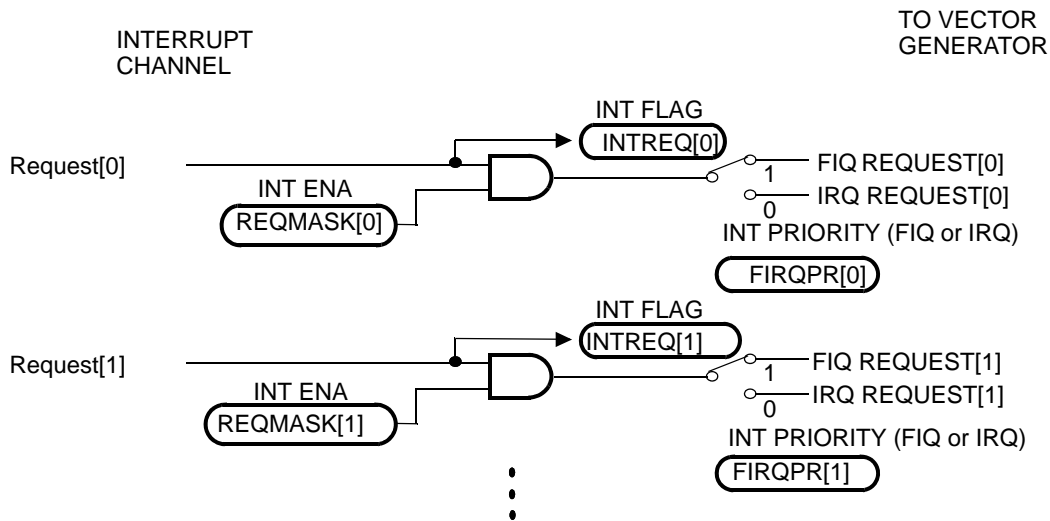 INTERRUPT
CHANNEL
TO VECTOR
GENERATOR
INT FLAG
INTREQ[0]
Request[0]
FIQ REQUEST[0]
1
INT ENA
REQMASK[0]
IRQ REQUEST[0]
0
INT PRIORITY (FIQ or IRQ)
FIRQPR[0]
INT FLAG
INTREQ[1]
Request[1]
FIQ REQUEST[1]
1
INT ENA
REQMASK[1]
IRQ REQUEST[1]
0
INT PRIORITY (FIQ or IRQ)
FIRQPR[1]